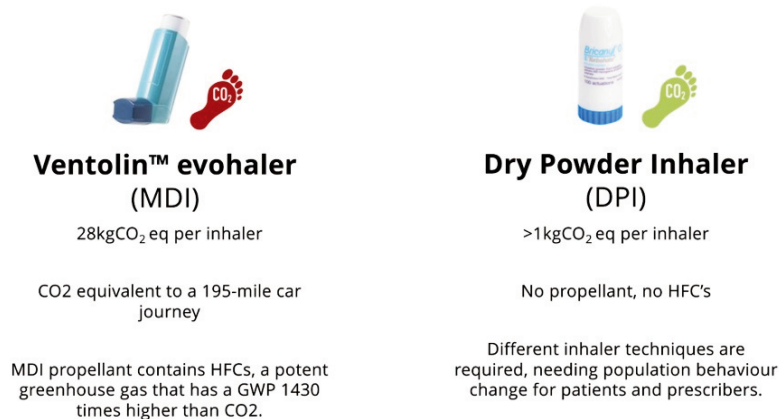 CO₂
Ventolin™ evohaler
(MDI)
28kgCO₂ eq per inhaler
CO2 equivalent to a 195-mile car
journey
MDI propellant contains HFCs, a potent
greenhouse gas that has a GWP 1430
times higher than CO2.
Bricanyl
CO₂
Dry Powder Inhaler
(DPI)
>1kgCO₂ eq per inhaler
No propellant, no HFC’s
Different inhaler techniques are
required, needing population behaviour
change for patients and prescribers.